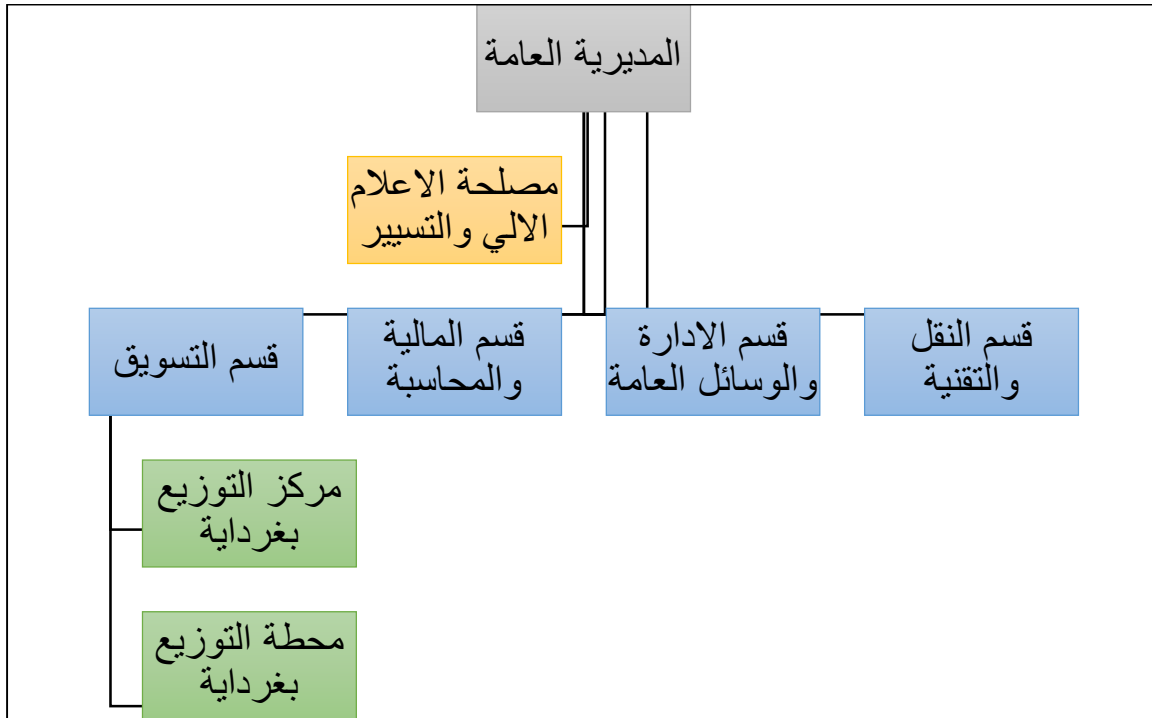 المديرية العامة
مصلحة الاعلام
الالي والتسيير
قسم النقل
والتقنية
قسم الادارة
والوسائل العامة
قسم المالية
والمحاسبة
قسم التسويق
مركز التوزيع
بغرداية
محطة التوزيع
بغرداية